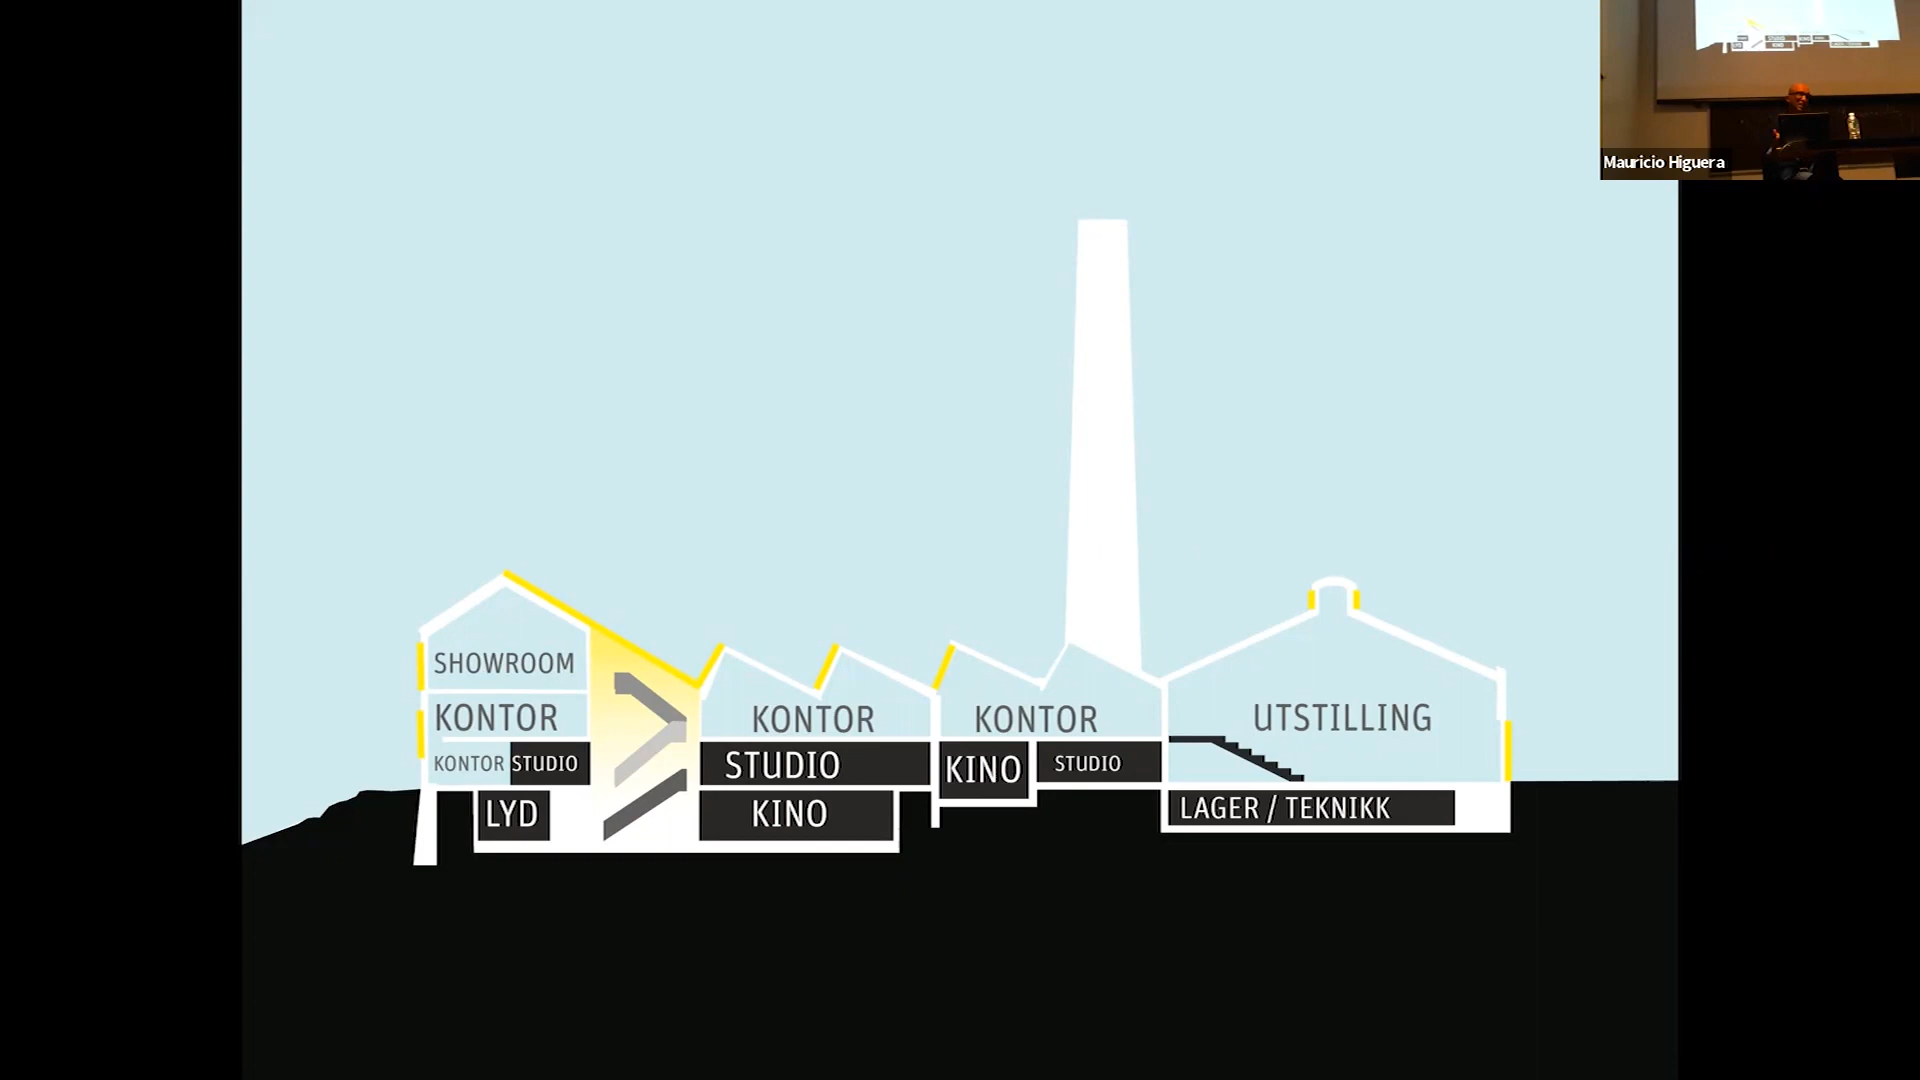 Mauricio Higuera
SHOWROOM
KONTOR
KONTOR STUDIO
LYD
KONTOR
STUDIO
KINO
KONTOR
KINO
STUDIO
UTSTILLING
LAGER / TEKNIKK